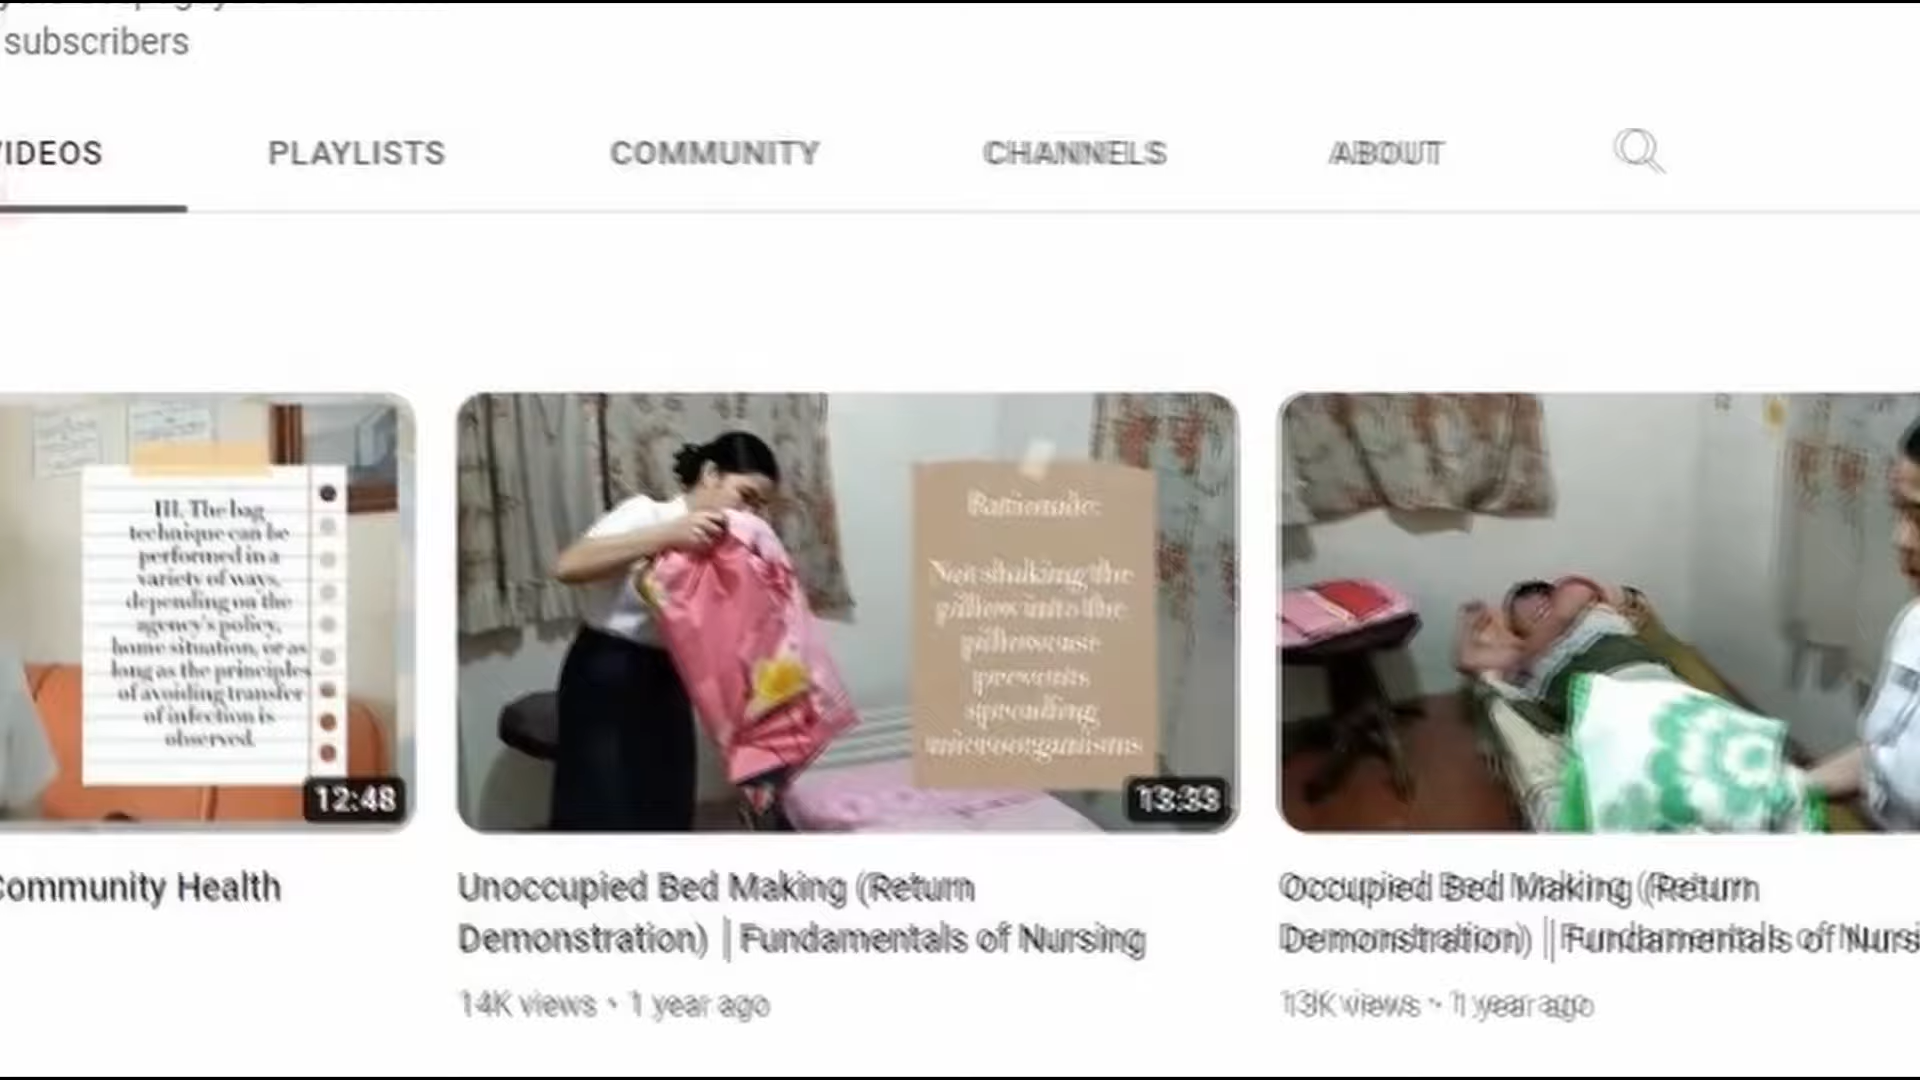 subscribers
VIDEOS
PLAYLISTS
COMMUNITY
CHANNELS
ABOUT
III. The bag
technique can be
performed in a
variety of ways,
depending on the
agency's policy,
home situation, or as
long as the principles
of avoiding transfer
of infection is
observed.
12:48
Rationale:
Not shaking the
pillow into the
pillowcase
prevents
spreading
microorganisms
13:33
Community Health
Unoccupied Bed Making (Return
Demonstration) | Fundamentals of Nursing
14K views • 1 year ago
Occupied Bed Making (Return
Demonstration) || Fundamentals of Nursi
13K views • 1 year ago